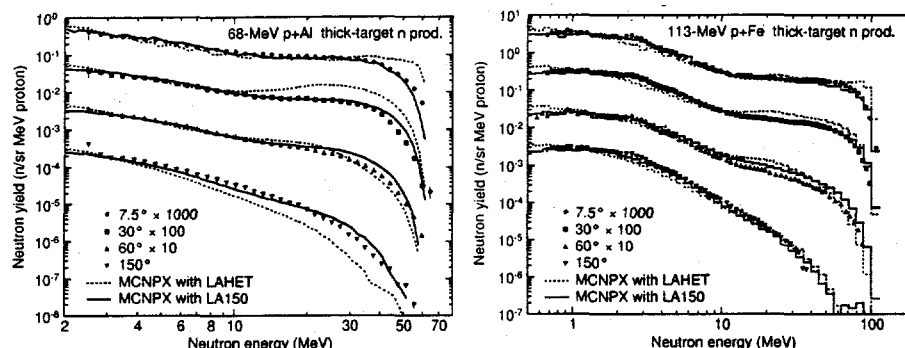 68-MeV p+Al thick-target n prod.
Neutron yield (n/sr MeV proton)
10^0
10^-1
10^-2
10^-3
10^-4
10^-5
10^-6
10^-7
10^-8
7.5° × 1000
30° × 100
60° × 10
150°
MCNPX with LAHET
MCNPX with LA150
2 4 6 8 10 30 50 70
Neutron energy (MeV)
113-MeV p+Fe thick-target n prod.
Neutron yield (n/sr MeV proton)
10^1
10^0
10^-1
10^-2
10^-3
10^-4
10^-5
10^-6
10^-7
7.5° × 1000
30° × 100
60° × 10
150°
MCNPX with LAHET
MCNPX with LA150
1 10 100
Neutron energy (MeV)